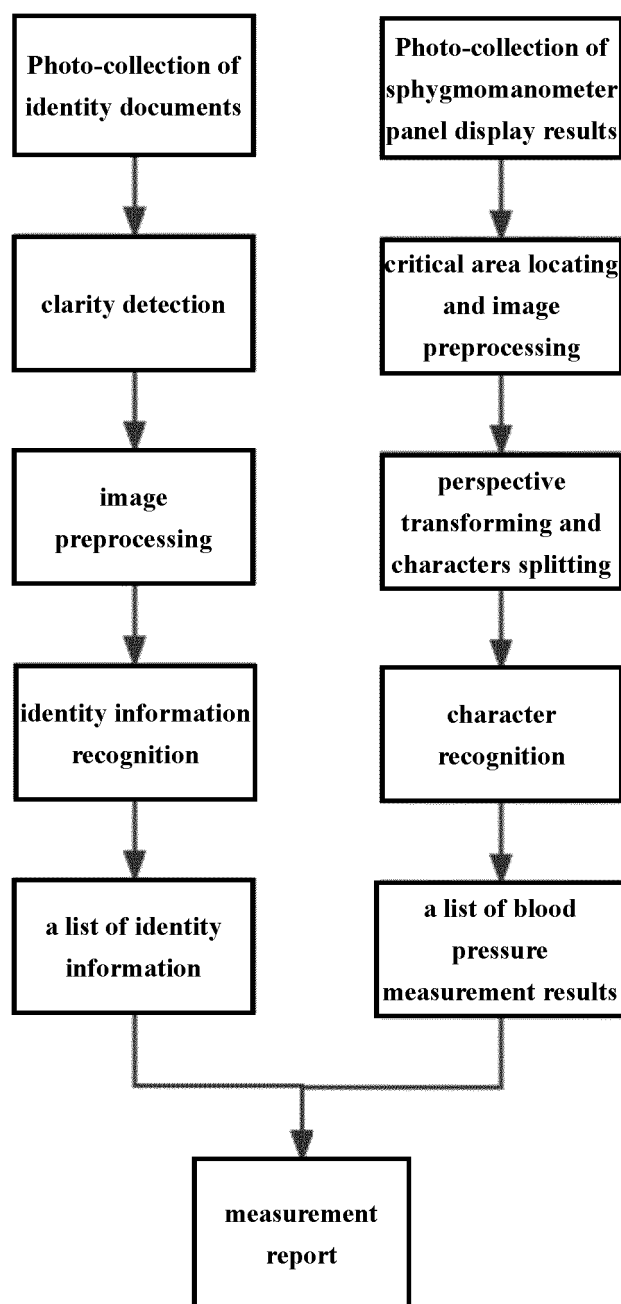 Photo-collection of
identity documents
clarity detection
image
preprocessing
identity information
recognition
a list of identity
information
Photo-collection of
sphygmomanometer
panel display results
critical area locating
and image
preprocessing
perspective
transforming and
characters splitting
character
recognition
a list of blood
pressure
measurement results
measurement
report